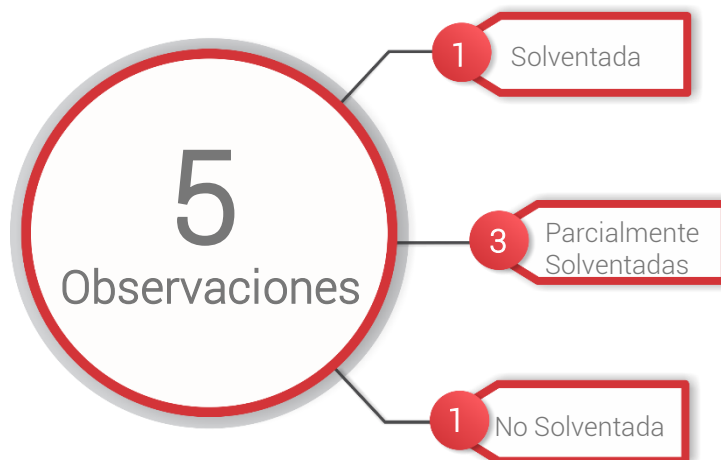 5
Observaciones
1
Solventada
3
Parcialmente
Solventadas
1
No Solventada